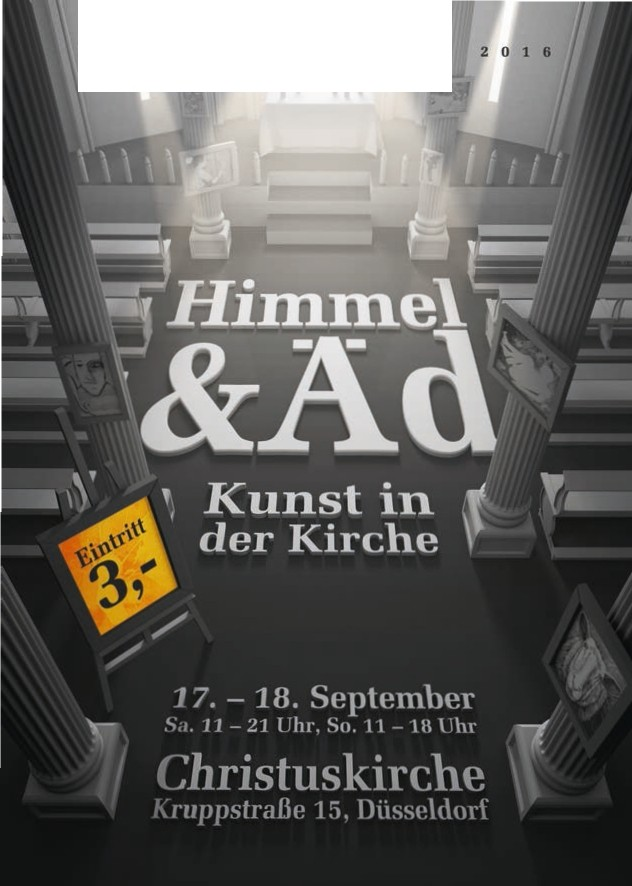 2016
Himmel
& Äd
Kunst in
der Kirche
Eintritt
3,-
17. – 18. September
Sa. 11 – 21 Uhr, So. 11 – 18 Uhr
Christuskirche
Kruppstraße 15, Düsseldorf